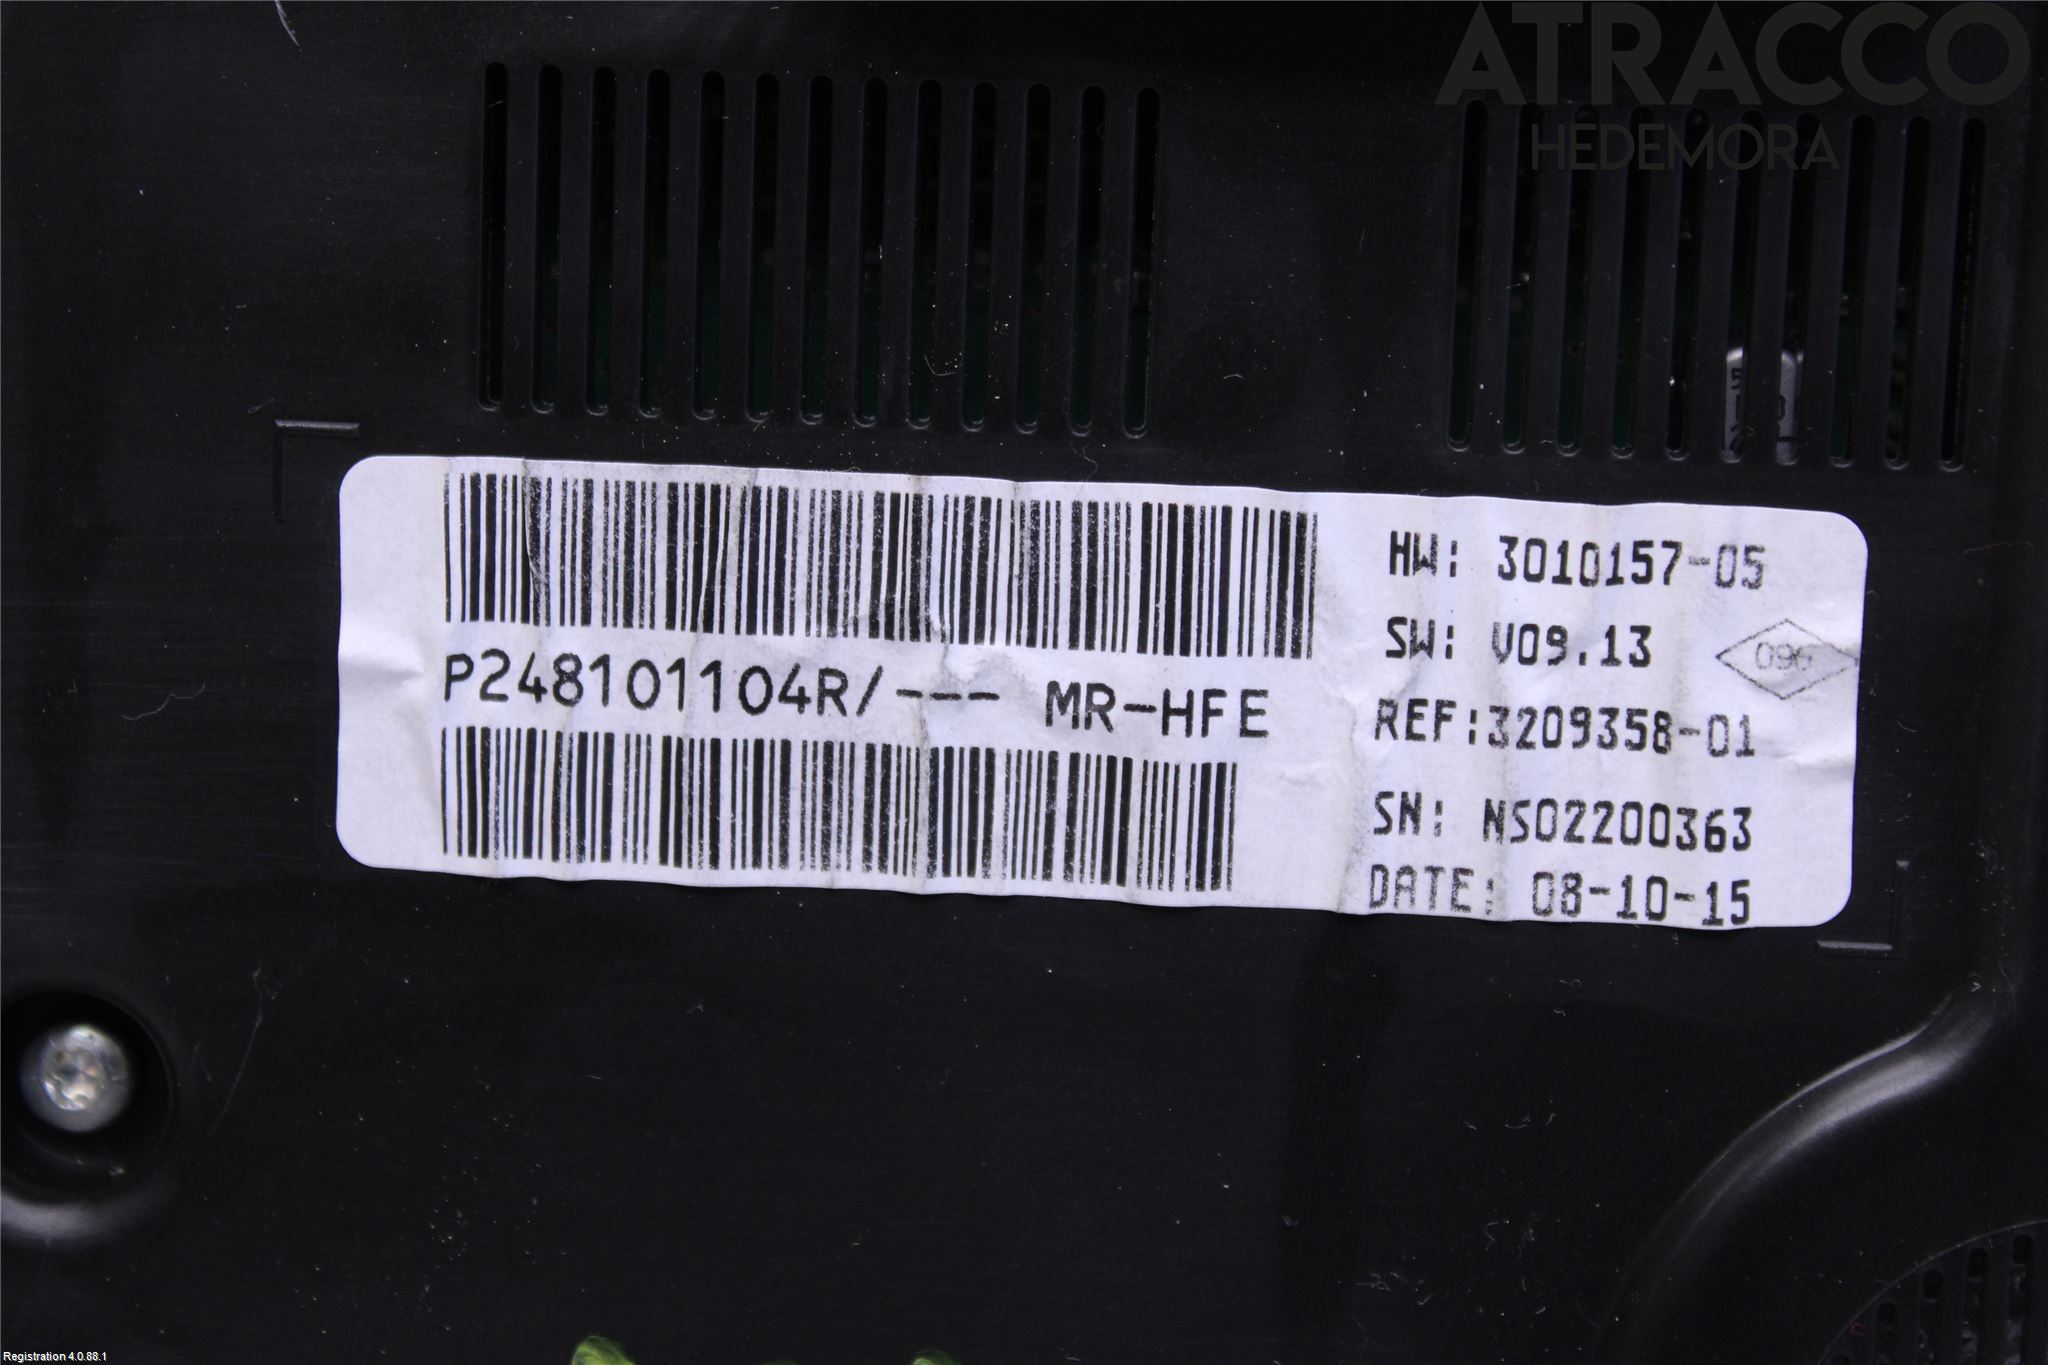 ATRACCO
HEDEMORA
HW: 3010157-05
SW: V09.13
096
P248101104R/--- MR-HFE
REF:3209358-01
SN: NS02200363
DATE: 08-10-15
Registration 4.0.88.1